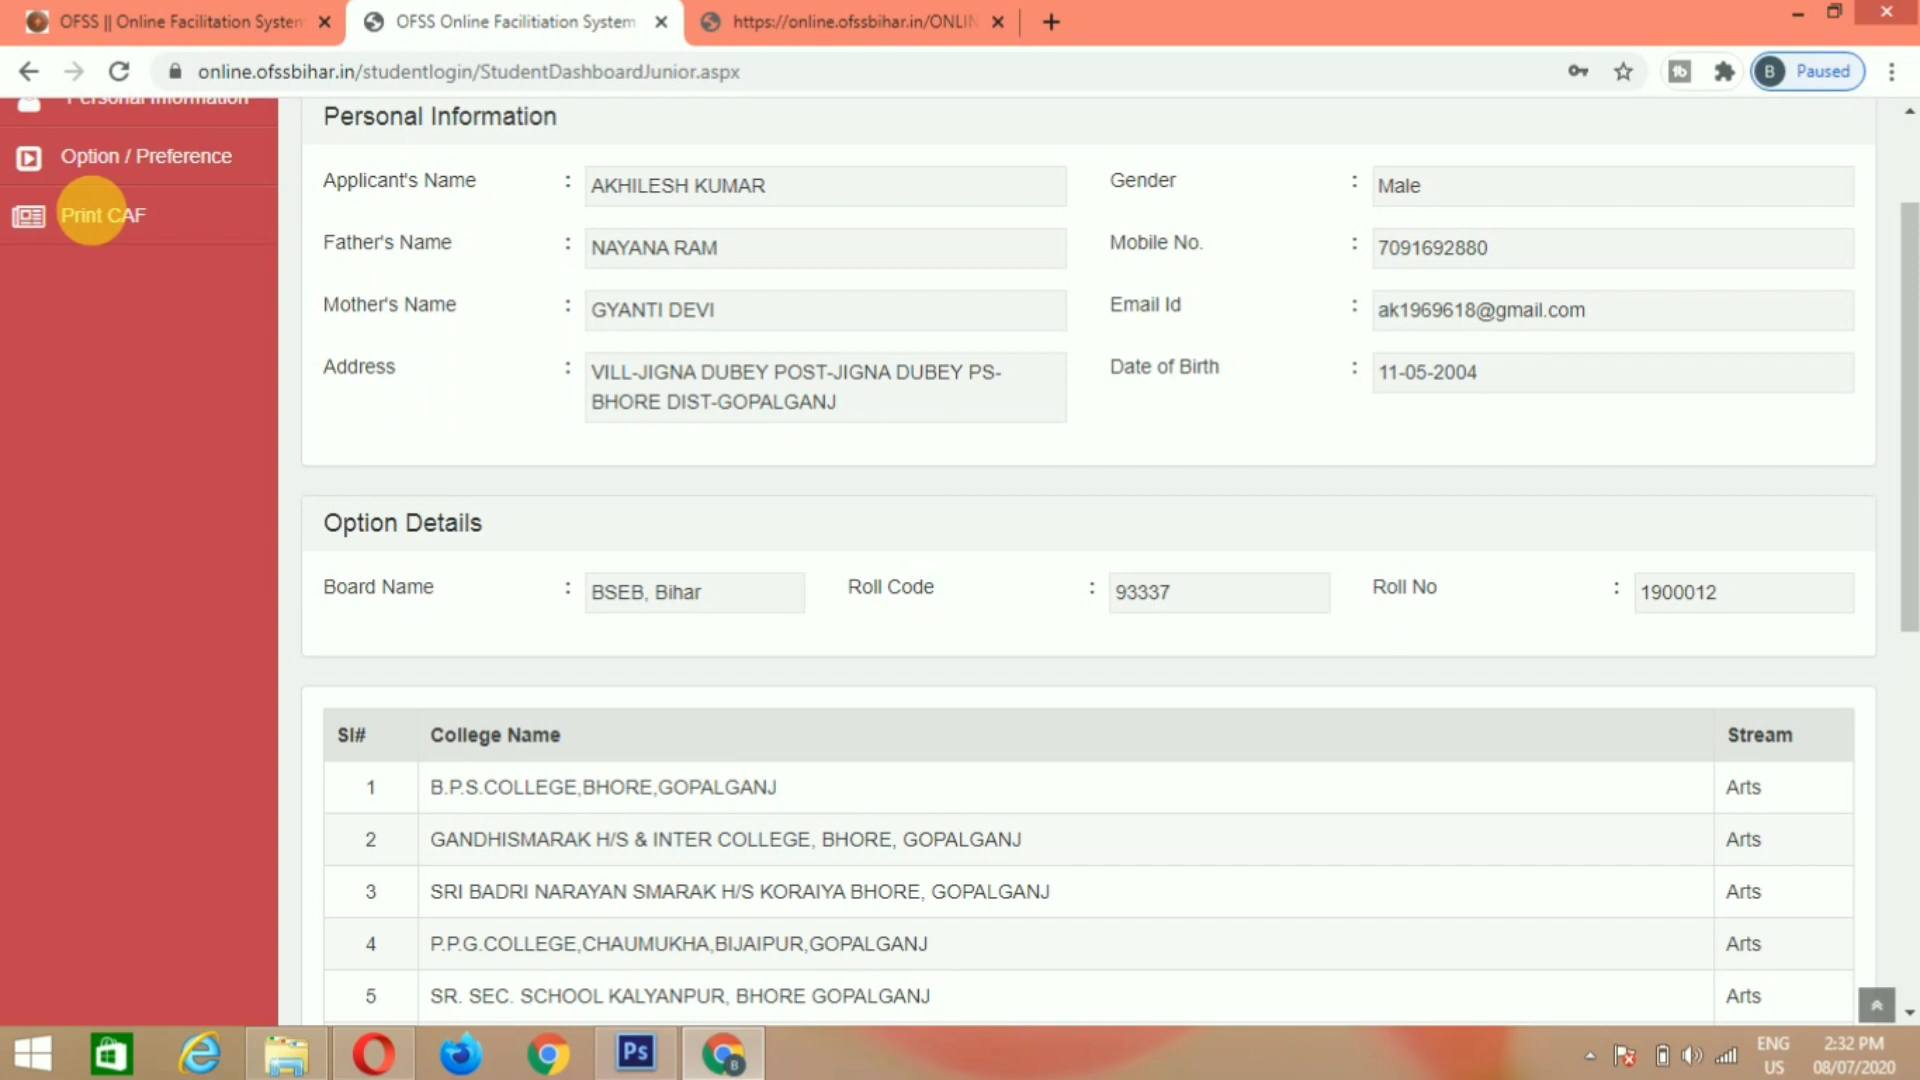 OFSS || Online Facilitation System
OFSS Online Facilitiation System
https://online.ofssbihar.in/ONLIN
online.ofssbihar.in/studentlogin/StudentDashboardJunior.aspx
B Paused
Personal Information
Option / Preference
Print CAF
Personal Information
Applicant's Name : AKHILESH KUMAR Gender : Male
Father's Name : NAYANA RAM Mobile No. : 7091692880
Mother's Name : GYANTI DEVI Email Id : ak1969618@gmail.com
Address : VILL-JIGNA DUBEY POST-JIGNA DUBEY PS- Date of Birth : 11-05-2004
BHORE DIST-GOPALGANJ
Option Details
Board Name : BSEB, Bihar Roll Code : 93337 Roll No : 1900012
Sl# College Name Stream
1 B.P.S.COLLEGE,BHORE,GOPALGANJ Arts
2 GANDHISMARAK H/S & INTER COLLEGE, BHORE, GOPALGANJ Arts
3 SRI BADRI NARAYAN SMARAK H/S KORAIYA BHORE, GOPALGANJ Arts
4 P.P.G.COLLEGE,CHAUMUKHA,BIJAIPUR,GOPALGANJ Arts
5 SR. SEC. SCHOOL KALYANPUR, BHORE GOPALGANJ Arts
Ps B ENG 2:32 PM
US 08/07/2020